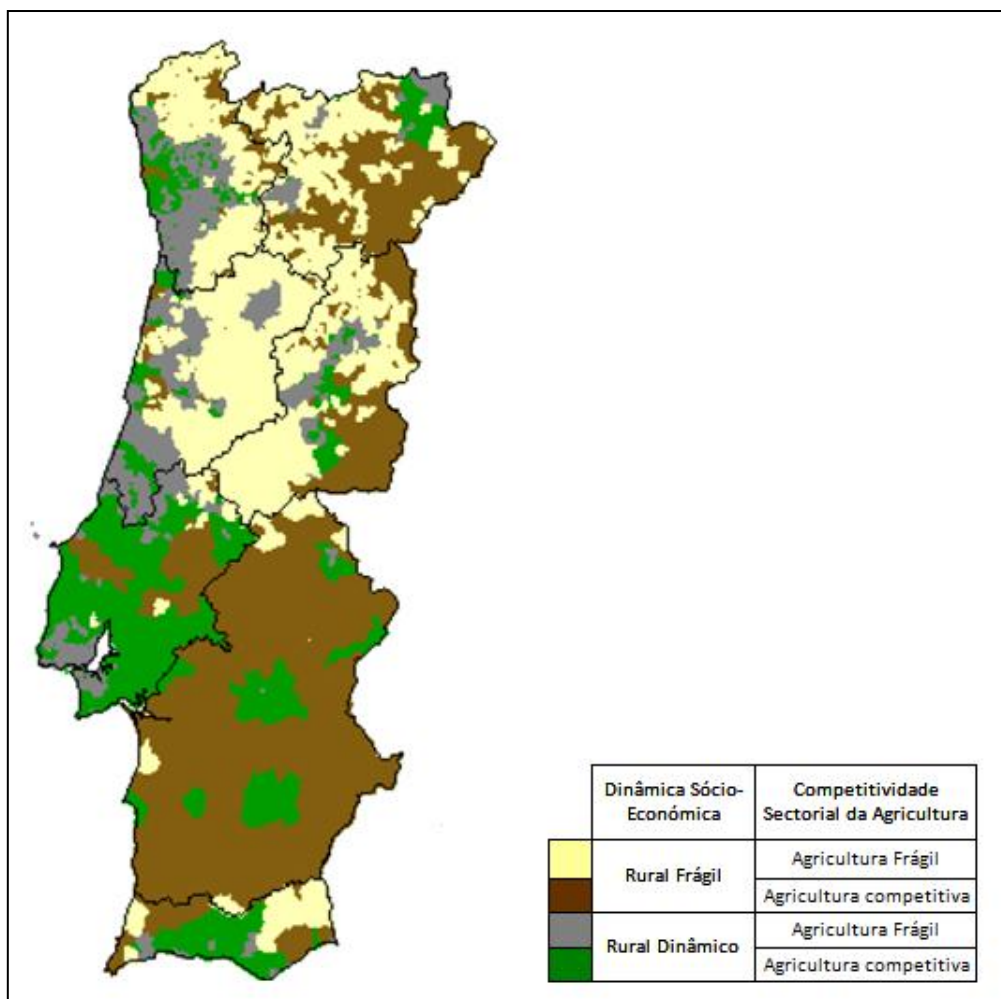 Dinâmica Sócio-
Económica
Competitividade
Sectorial da Agricultura
Rural Frágil
Agricultura Frágil
Agricultura competitiva
Rural Dinâmico
Agricultura Frágil
Agricultura competitiva